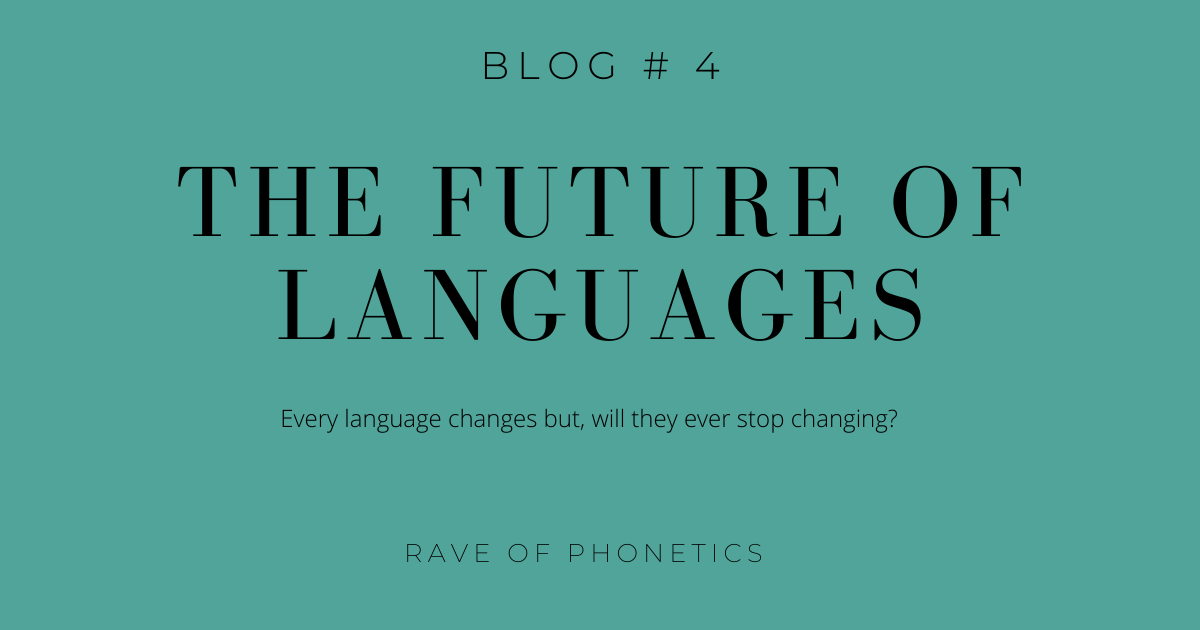 BLOG # 4
THE FUTURE OF
LANGUAGES
Every language changes but, will they ever stop changing?
RAVE OF PHONETICS